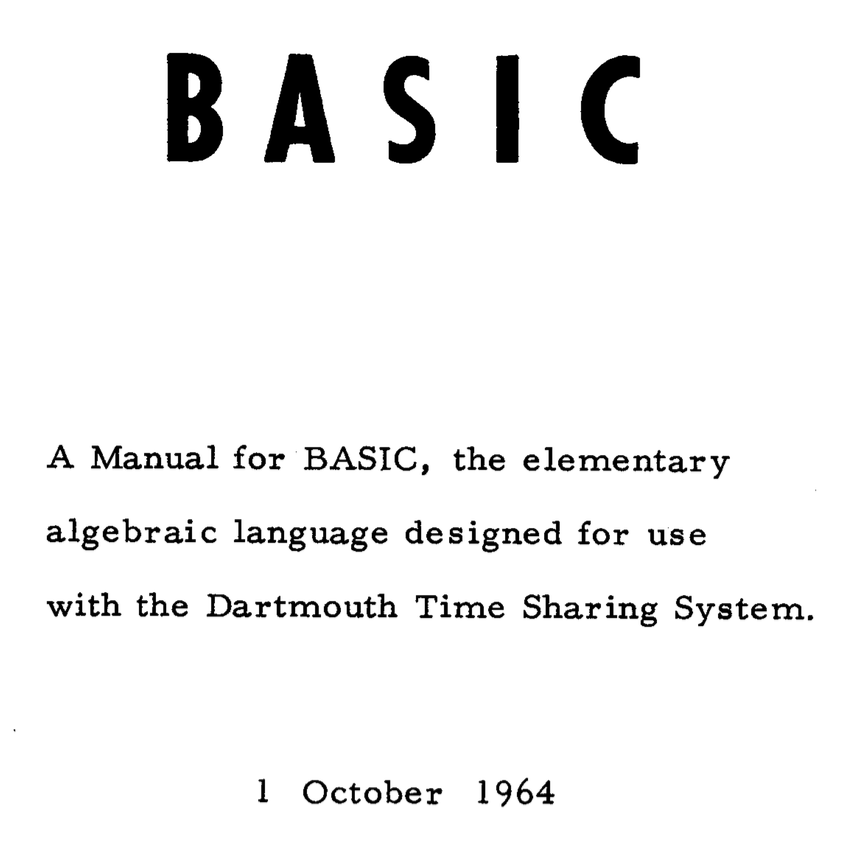 BASIC
A Manual for BASIC, the elementary
algebraic language designed for use
with the Dartmouth Time Sharing System.
1 October 1964